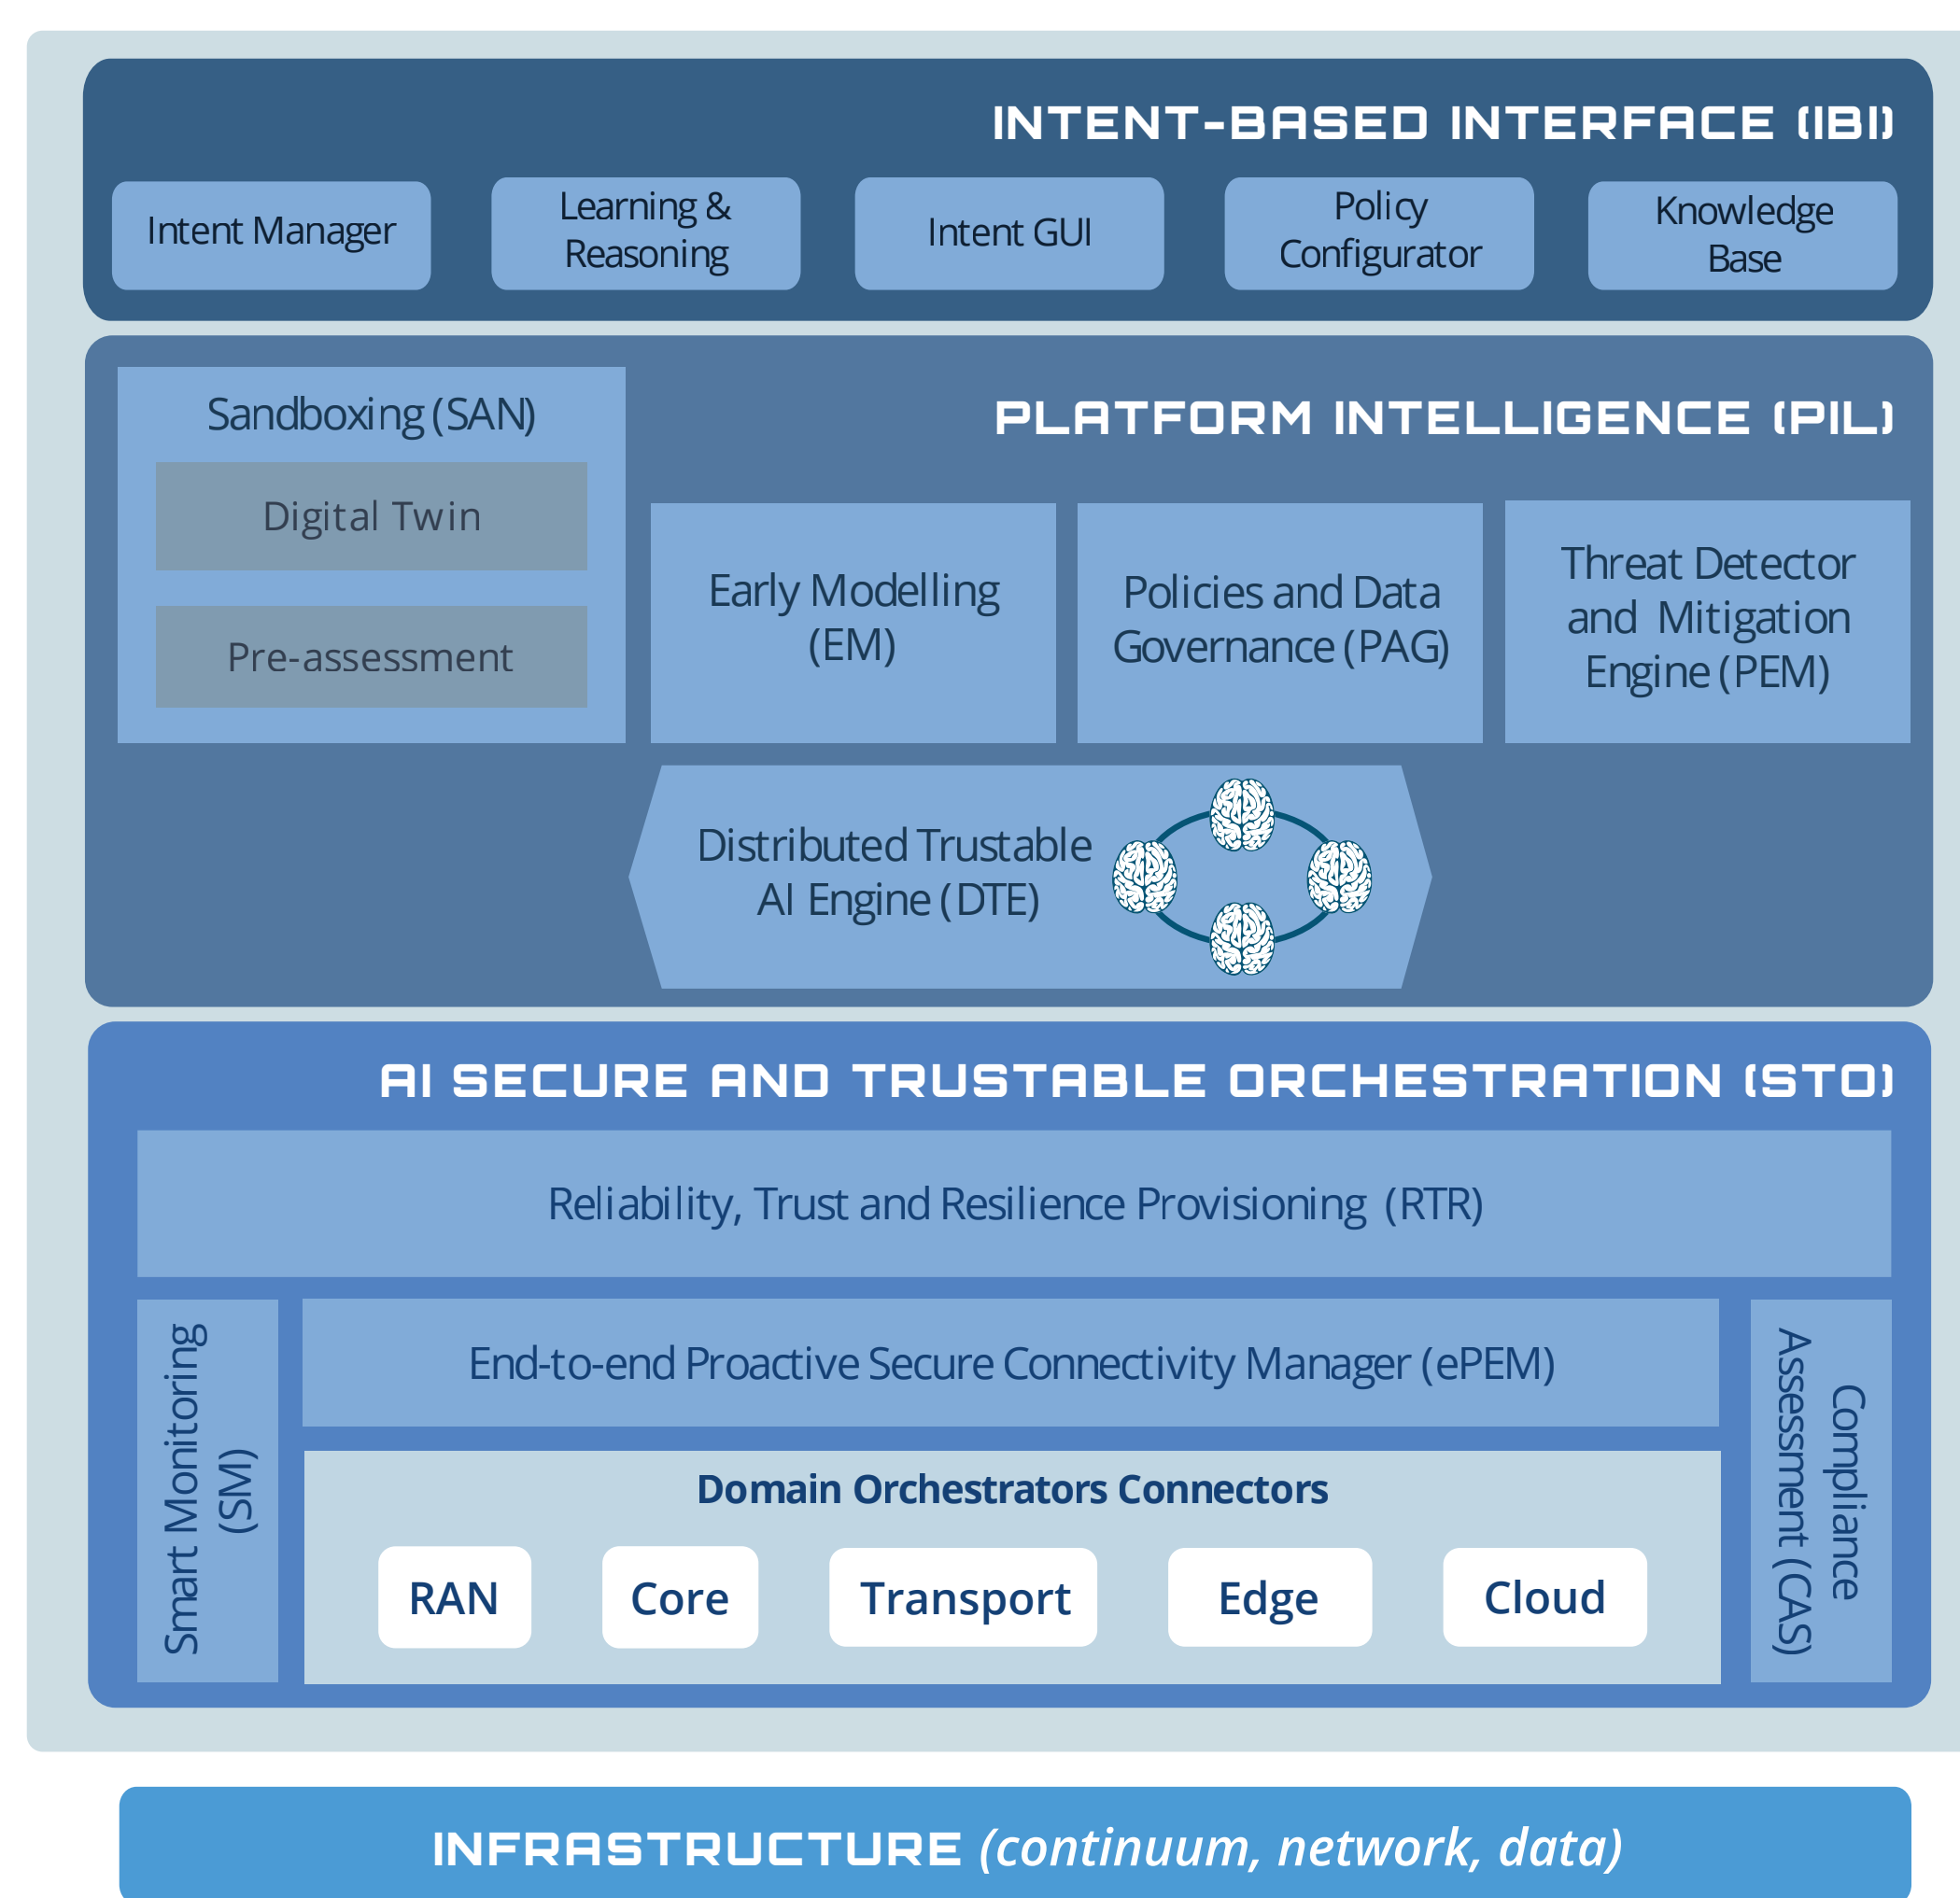 INTENT-BASED INTERFACE (IBI)
Intent Manager
Learning &
Reasoning
Intent GUI
Policy
Configurator
Knowledge
Base
Sandboxing (SAN)
Digital Twin
Pre-assessment
PLATFORM INTELLIGENCE (PIL)
Early Modelling
(EM)
Policies and Data
Governance (PAG)
Threat Detector
and Mitigation
Engine (PEM)
Distributed Trustable
AI Engine (DTE)
AI SECURE AND TRUSTABLE ORCHESTRATION (STO)
Reliability, Trust and Resilience Provisioning (RTR)
Smart Monitoring
(SM)
End-to-end Proactive Secure Connectivity Manager (ePEM)
Domain Orchestrators Connectors
RAN
Core
Transport
Edge
Cloud
Compliance
Assessment (CAS)
INFRASTRUCTURE (continuum, network, data)